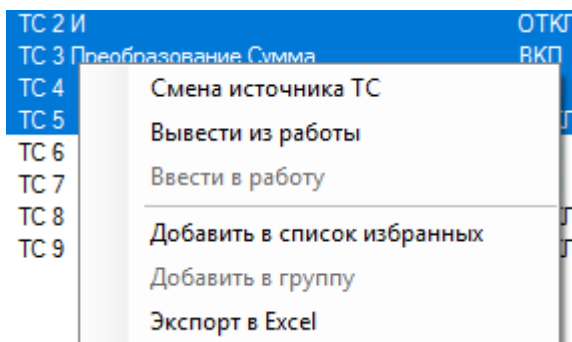 ТС 2 И ОТКЛ
ТС 3 Преобразование Сумма ВКЛ
ТС 4
ТС 5
ТС 6
ТС 7
ТС 8
ТС 9
Смена источника ТС
Вывести из работы
Ввести в работу
Добавить в список избранных
Добавить в группу
Экспорт в Excel